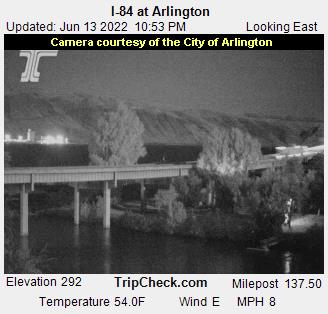 I-84 at Arlington
Updated: Jun 13 2022 10:53 PM Looking East
Camera courtesy of the City of Arlington
Elevation 292 TripCheck.com Milepost 137.50
Temperature 54.0F Wind E MPH 8